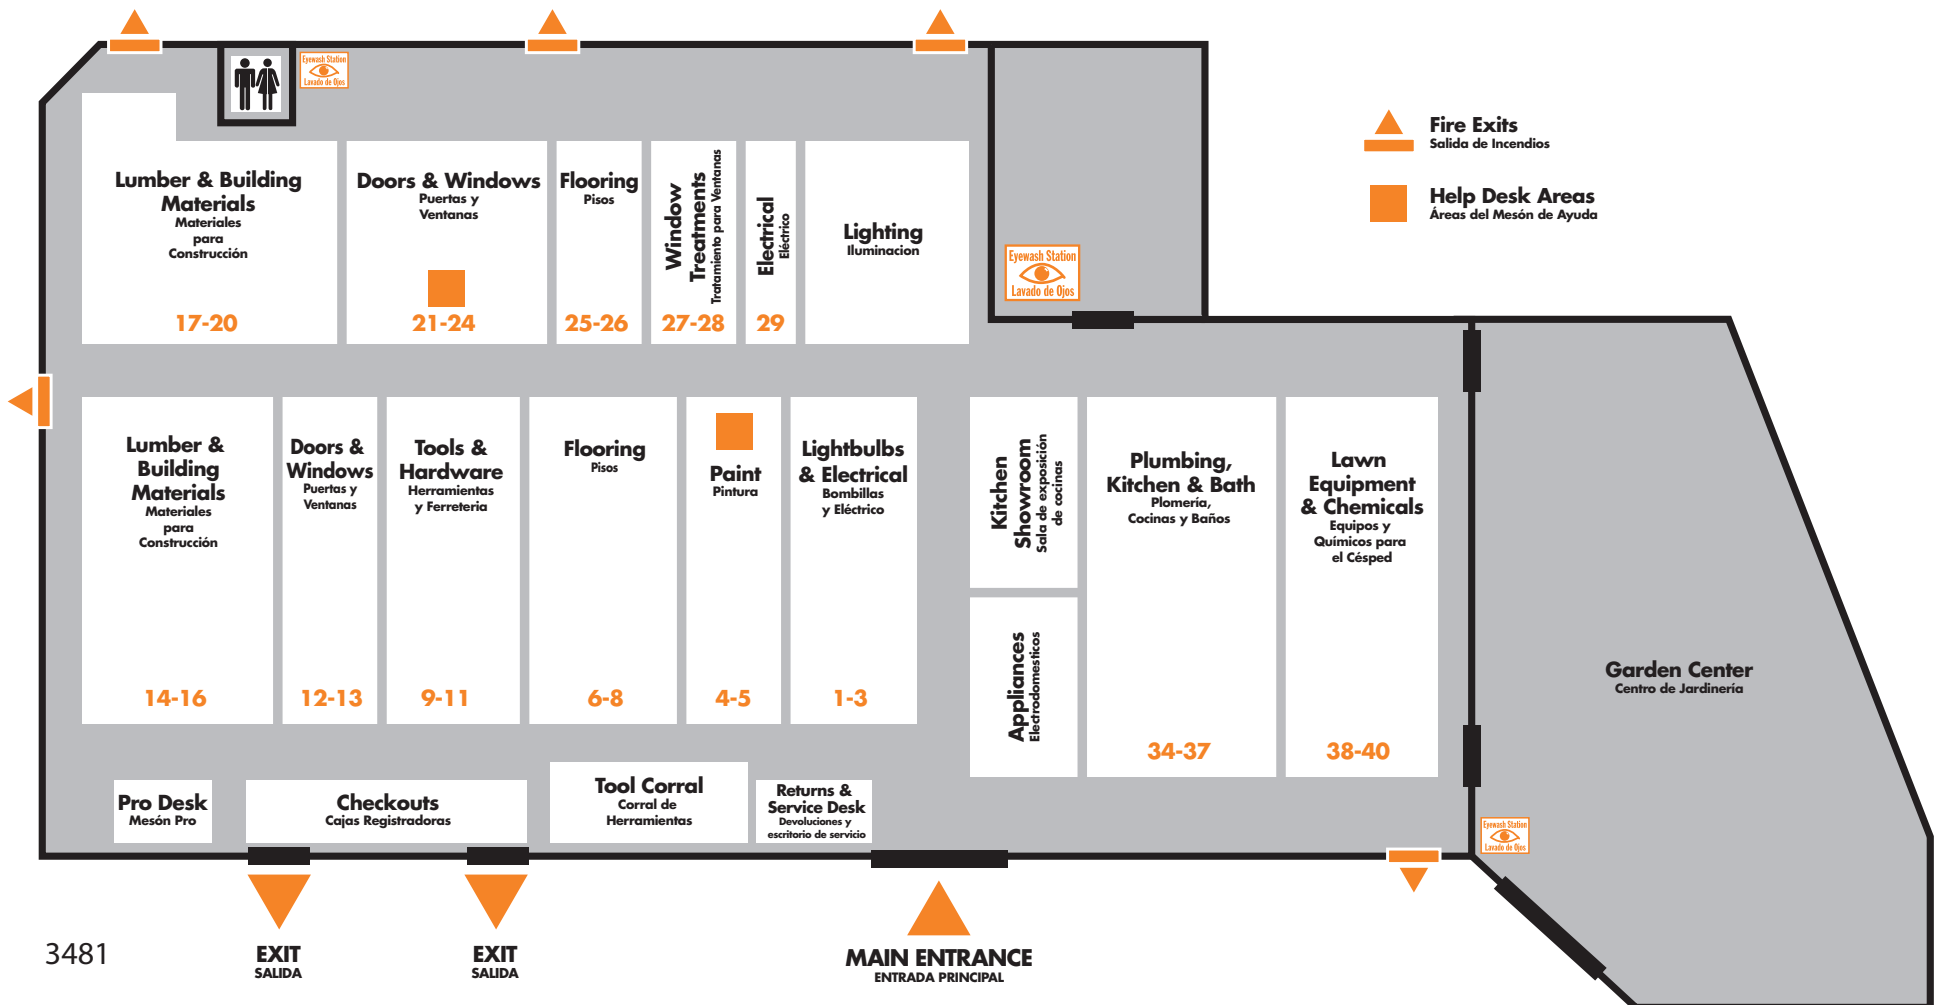 Eyewash Station
Lavado de Ojos
Fire Exits
Salida de Incendios
Help Desk Areas
Áreas del Mesón de Ayuda
Lumber & Building
Materials
Materiales
para
Construcción
17-20
Doors & Windows
Puertas y
Ventanas
21-24
Flooring
Pisos
25-26
Window
Treatments
Tratamiento para Ventanas
27-28
Electrical
Eléctrico
29
Lighting
Iluminacion
Eyewash Station
Lavado de Ojos
Lumber &
Building
Materials
Materiales
para
Construcción
14-16
Doors &
Windows
Puertas y
Ventanas
12-13
Tools &
Hardware
Herramientas
y Ferreteria
9-11
Flooring
Pisos
6-8
Paint
Pintura
4-5
Lightbulbs
& Electrical
Bombillas
y Eléctrico
1-3
Kitchen
Showroom
Sala de exposición
de cocinas
Appliances
Electrodomesticos
Plumbing,
Kitchen & Bath
Plomería,
Cocinas y Baños
34-37
Lawn
Equipment
& Chemicals
Equipos y
Químicos para
el Césped
38-40
Garden Center
Centro de Jardinería
Pro Desk
Mesón Pro
Checkouts
Cajas Registradoras
Tool Corral
Corral de
Herramientas
Returns &
Service Desk
Devoluciones y
escritorio de servicio
Eyewash Station
Lavado de Ojos
3481
EXIT
SALIDA
EXIT
SALIDA
MAIN ENTRANCE
ENTRADA PRINCIPAL